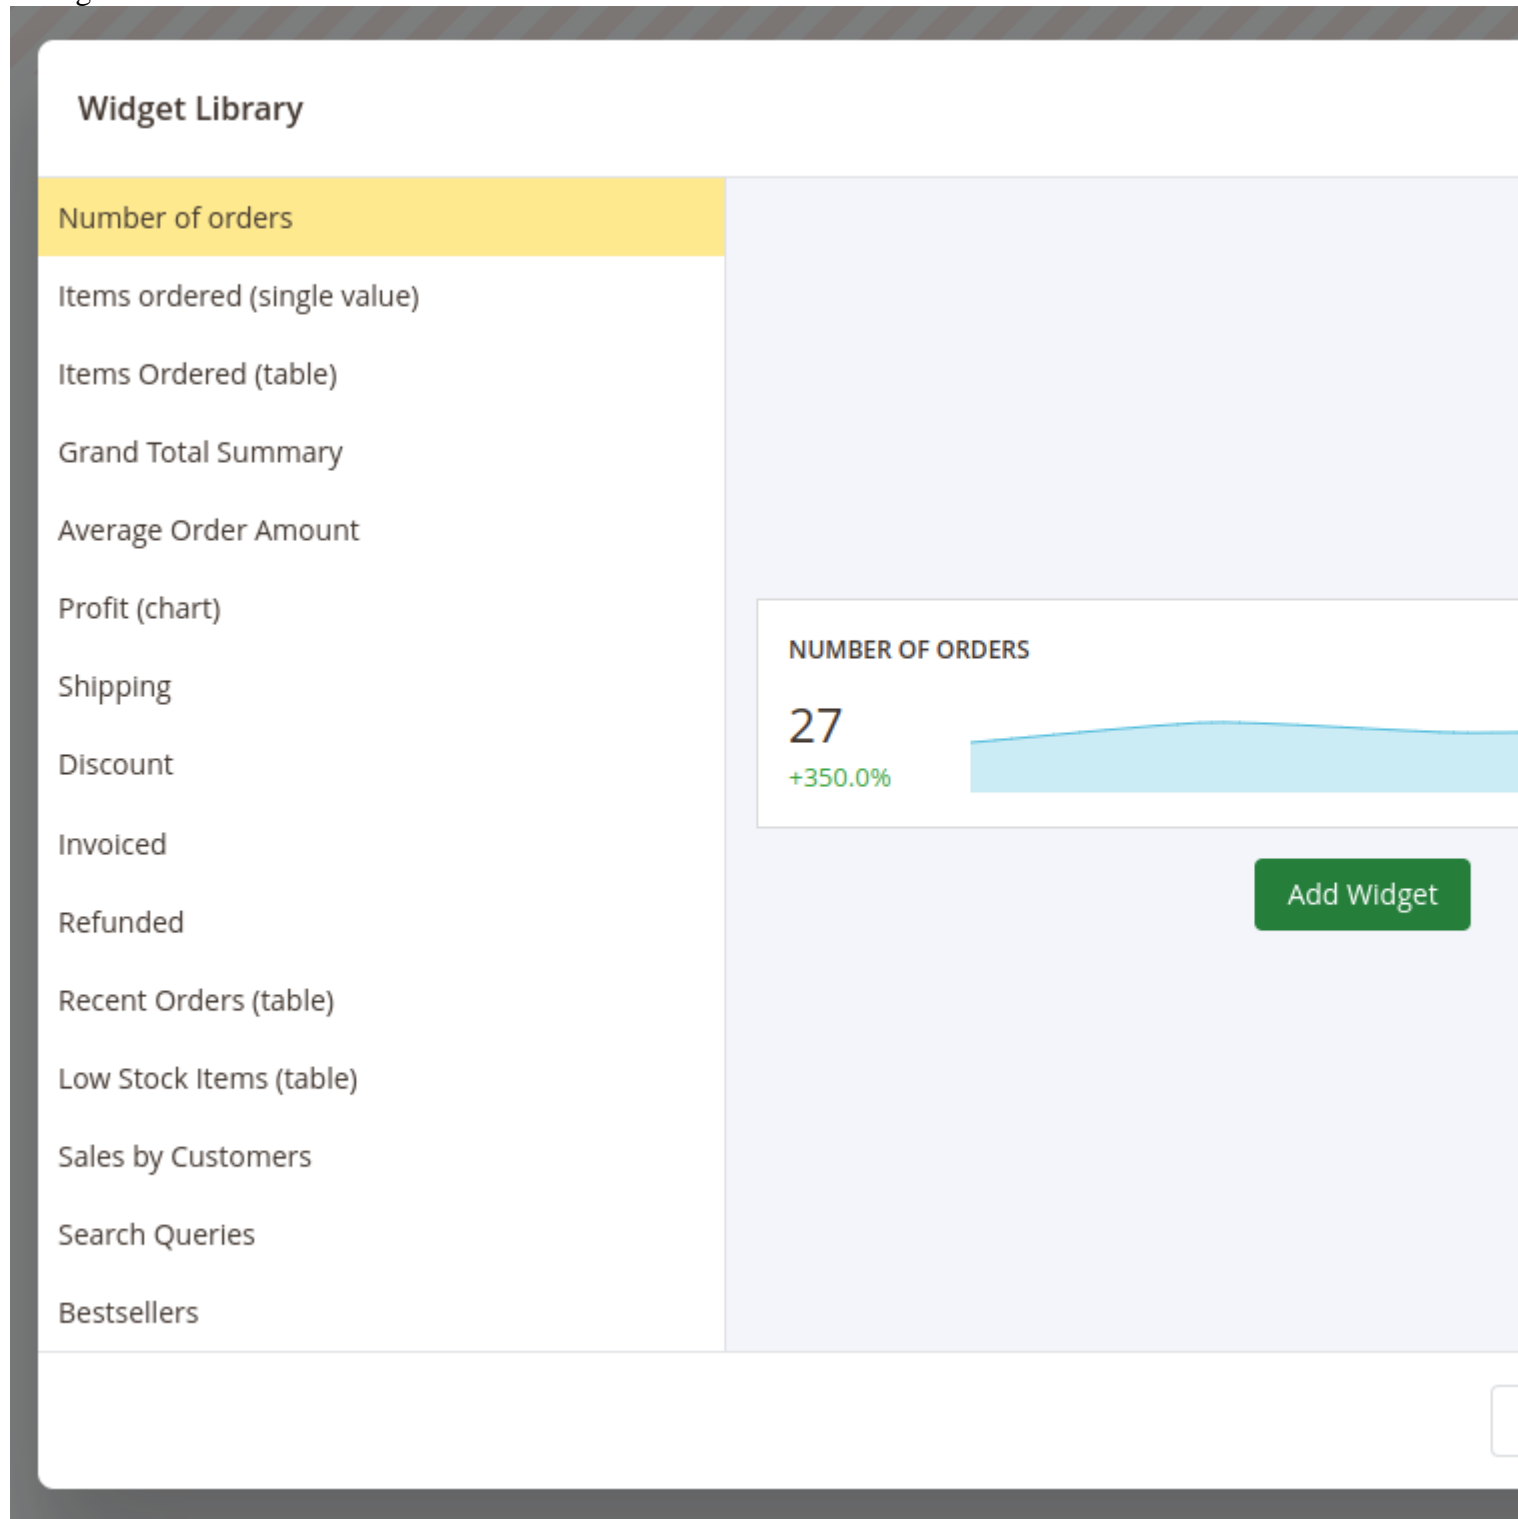 Widget Library
Number of orders
Items ordered (single value)
Items Ordered (table)
Grand Total Summary
Average Order Amount
Profit (chart)
Shipping
Discount
Invoiced
Refunded
Recent Orders (table)
Low Stock Items (table)
Sales by Customers
Search Queries
Bestsellers
NUMBER OF ORDERS
27
+350.0%
Add Widget